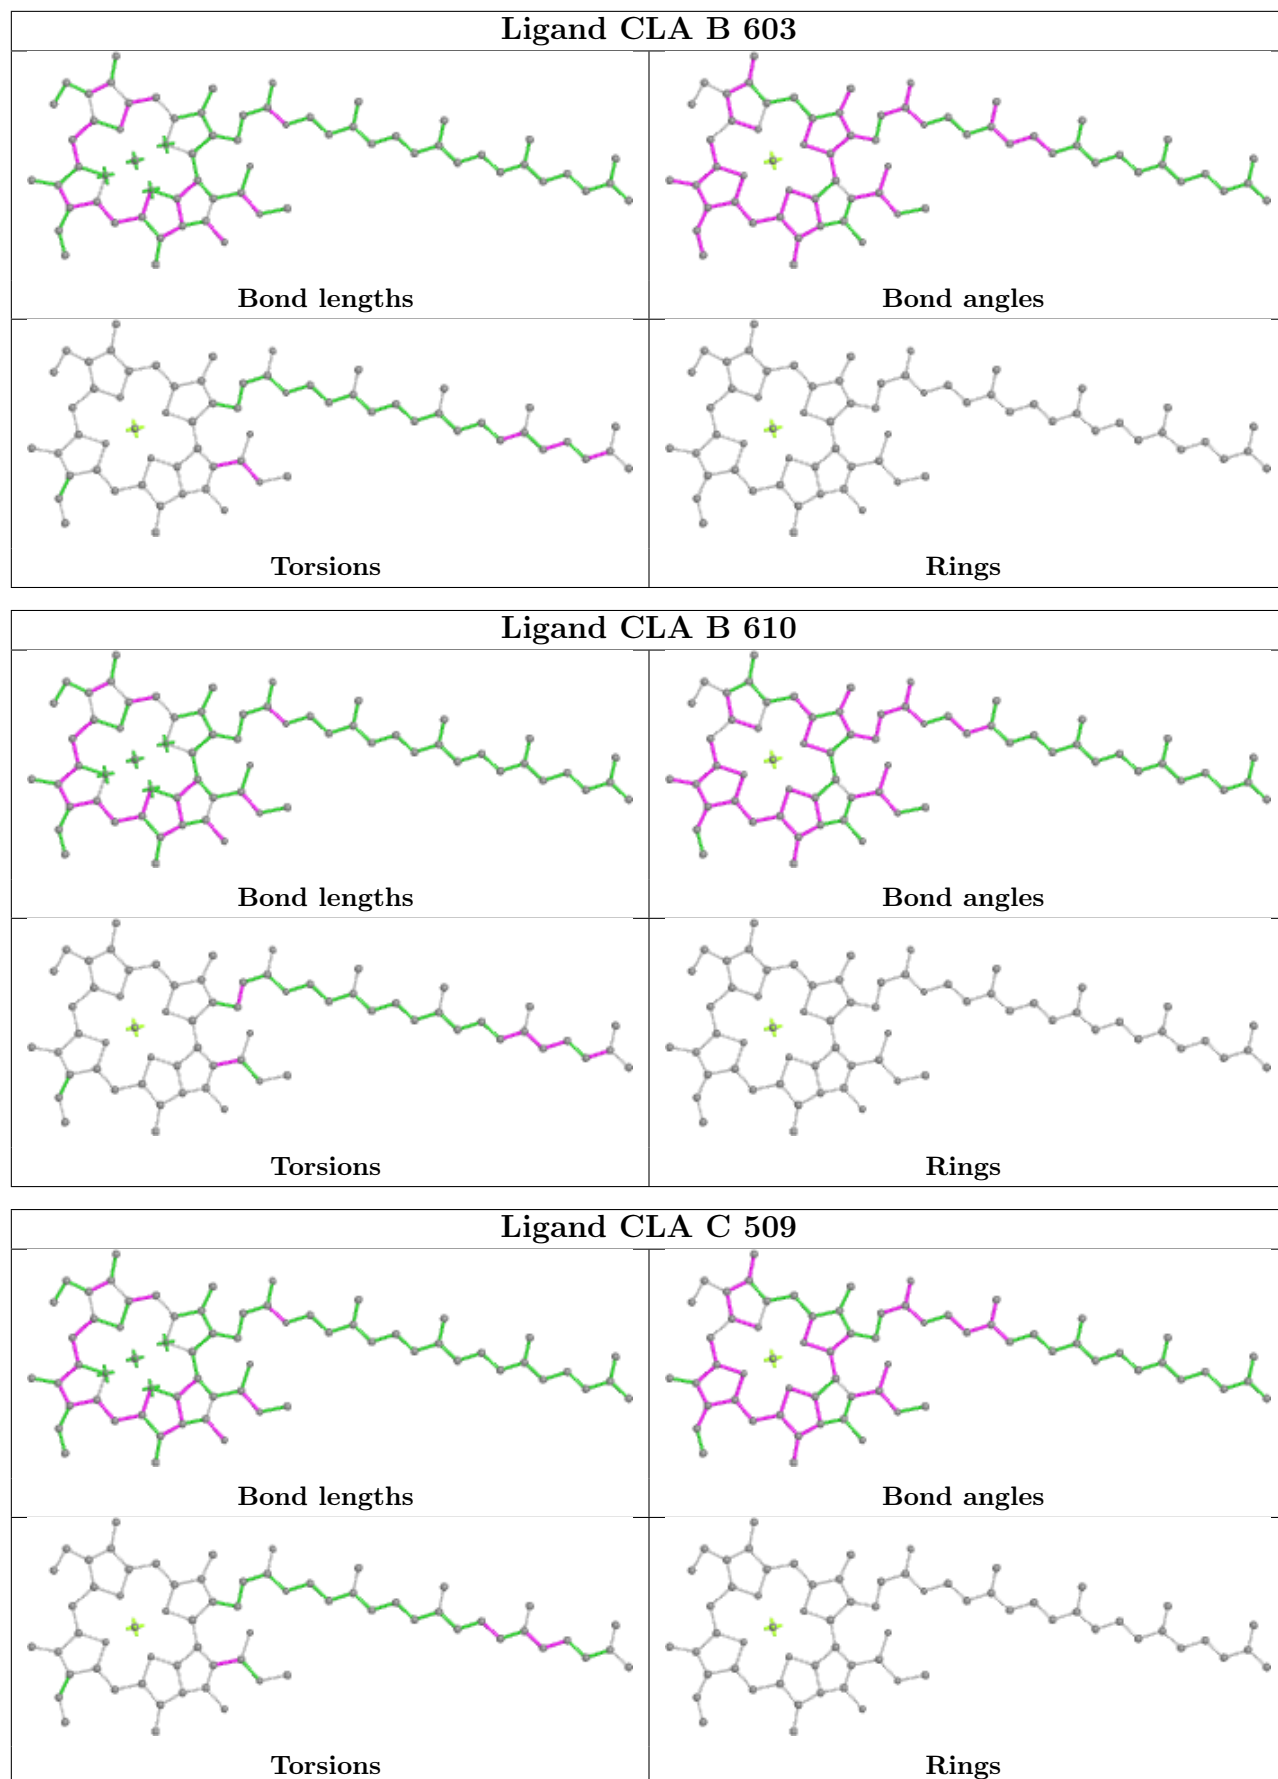 Ligand CLA B 603
Bond lengths
Bond angles
Torsions
Rings
Ligand CLA B 610
Bond lengths
Bond angles
Torsions
Rings
Ligand CLA C 509
Bond lengths
Bond angles
Torsions
Rings